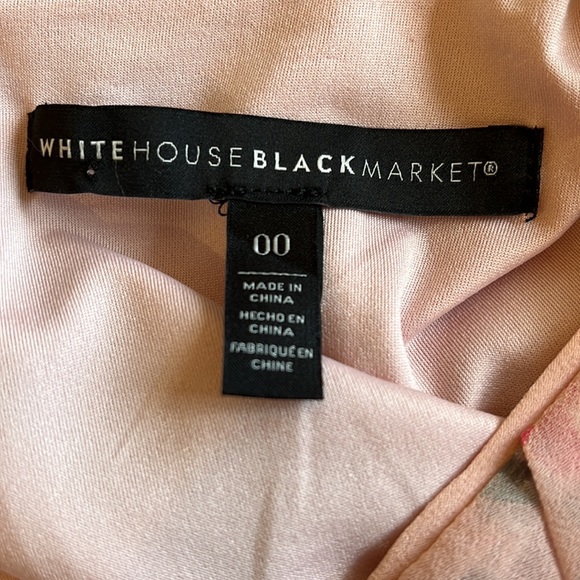 WHITEHOUSEBLACKMARKET®
00
MADE IN
CHINA
HECHO EN
CHINA
FABRIQUÉ EN
CHINE